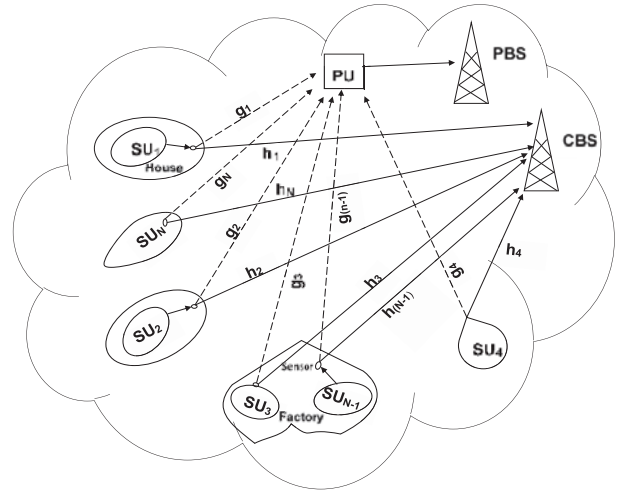 PBS
PU
g1
CBS
SU1
House
h1
gN
hN
g(n-1)
SUN
g2
h2
g3
h3
g4
h4
h(N-1)
SU2
SU4
Sensor
SU3
SUN-1
Factory